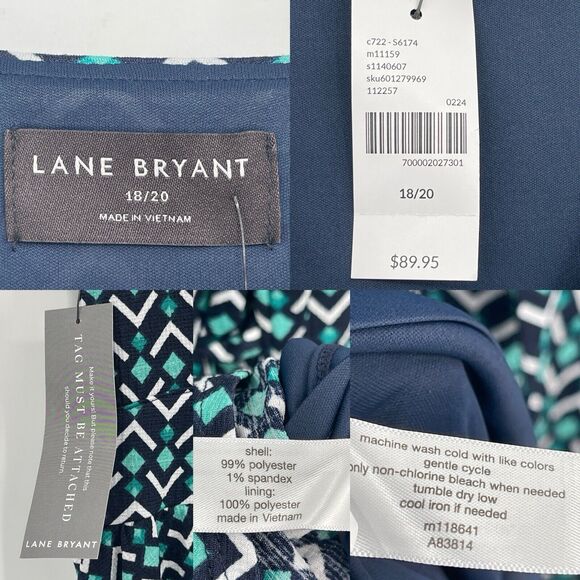 LANE BRYANT
18/20
MADE IN VIETNAM
c722 - S6174
m11159
s1140607
sku601279969
112257
0224
700002027301
18/20
$89.95
TAG MUST BE ATTACHED
Make it yours! But please note that this
should you decide to return.
LANE BRYANT
shell:
99% polyester
1% spandex
lining:
100% polyester
made in Vietnam
machine wash cold with like colors
gentle cycle
only non-chlorine bleach when needed
tumble dry low
cool iron if needed
m118641
A83814